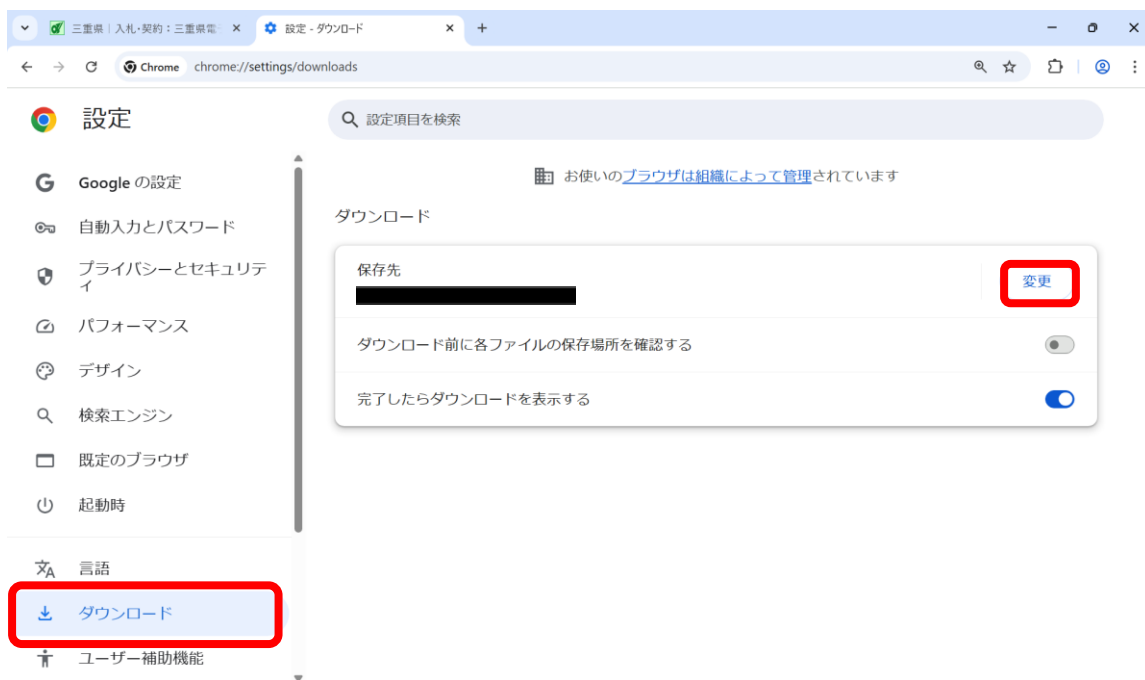 三重県｜入札・契約：三重県電
設定 - ダウンロード
Chrome
chrome://settings/downloads
設定
設定項目を検索
Google の設定
自動入力とパスワード
プライバシーとセキュリテ
ィ
パフォーマンス
デザイン
検索エンジン
既定のブラウザ
起動時
言語
ダウンロード
ユーザー補助機能
お使いのブラウザは組織によって管理されています
ダウンロード
保存先
変更
ダウンロード前に各ファイルの保存場所を確認する
完了したらダウンロードを表示する